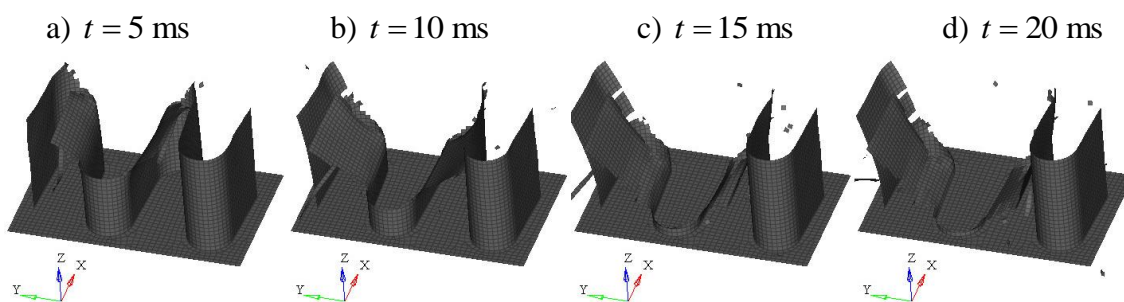 a) t = 5 ms
b) t = 10 ms
c) t = 15 ms
d) t = 20 ms
Z
X
Y
Z
X
Y
Z
X
Y
Z
X
Y